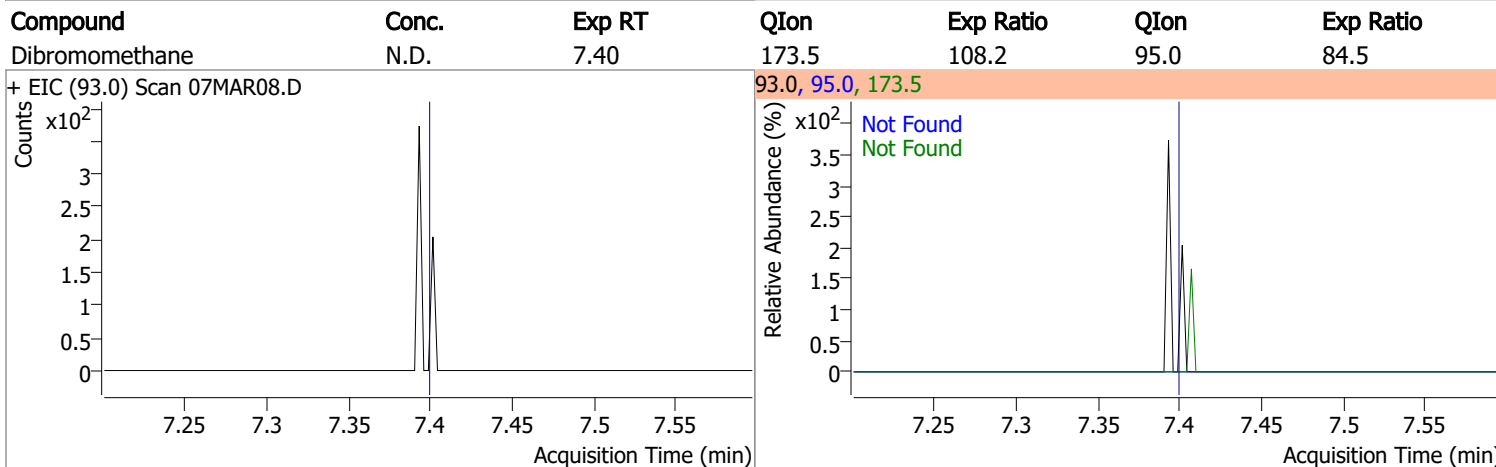 Compound Conc. Exp RT QIon Exp Ratio QIon Exp Ratio
Dibromomethane N.D. 7.40 173.5 108.2 95.0 84.5
+ EIC (93.0) Scan 07MAR08.D
Counts
x10²
3
2.5
2
1.5
1
0.5
0
7.25 7.3 7.35 7.4 7.45 7.5 7.55
Acquisition Time (min)
93.0, 95.0, 173.5
Relative Abundance (%)
x10²
Not Found
Not Found
3.5
3
2.5
2
1.5
1
0.5
0
7.25 7.3 7.35 7.4 7.45 7.5 7.55
Acquisition Time (min)